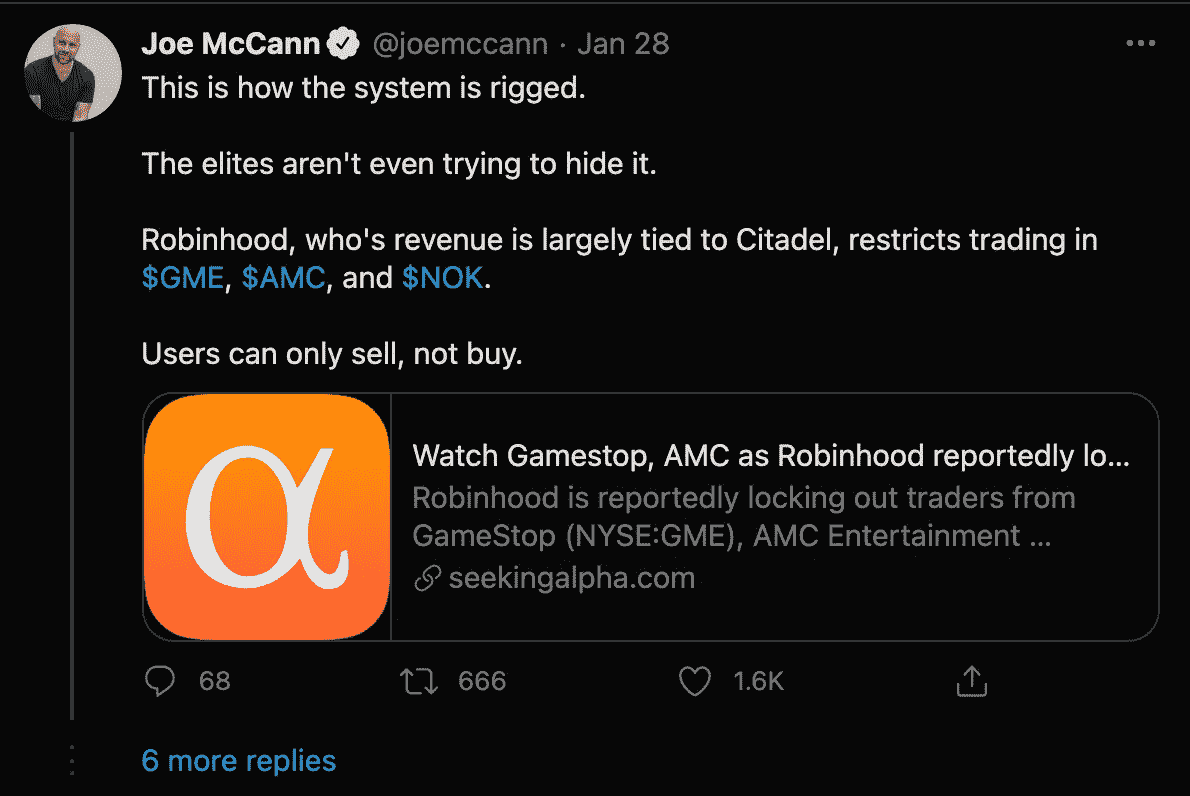 Joe McCann @joemccann · Jan 28
This is how the system is rigged.
The elites aren't even trying to hide it.
Robinhood, who's revenue is largely tied to Citadel, restricts trading in
$GME, $AMC, and $NOK.
Users can only sell, not buy.
α
Watch Gamestop, AMC as Robinhood reportedly lo...
Robinhood is reportedly locking out traders from
GameStop (NYSE:GME), AMC Entertainment ...
seekingalpha.com
68 666 1.6K
6 more replies